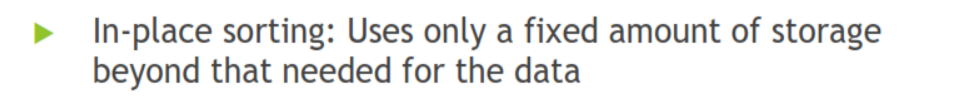 In-place sorting: Uses only a fixed amount of storage
beyond that needed for the data